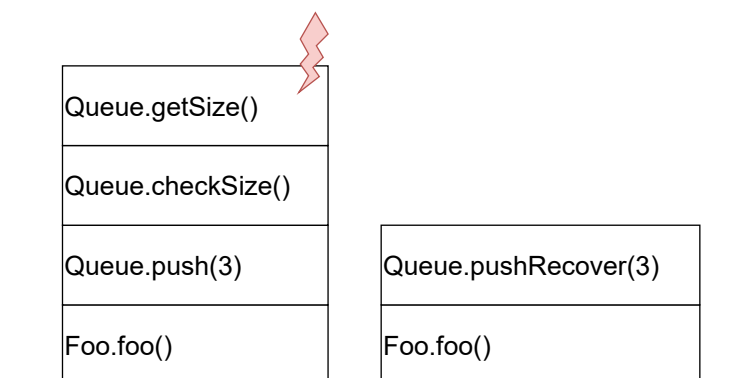 Queue.getSize()
Queue.checkSize()
Queue.push(3)
Foo.foo()
Queue.pushRecover(3)
Foo.foo()